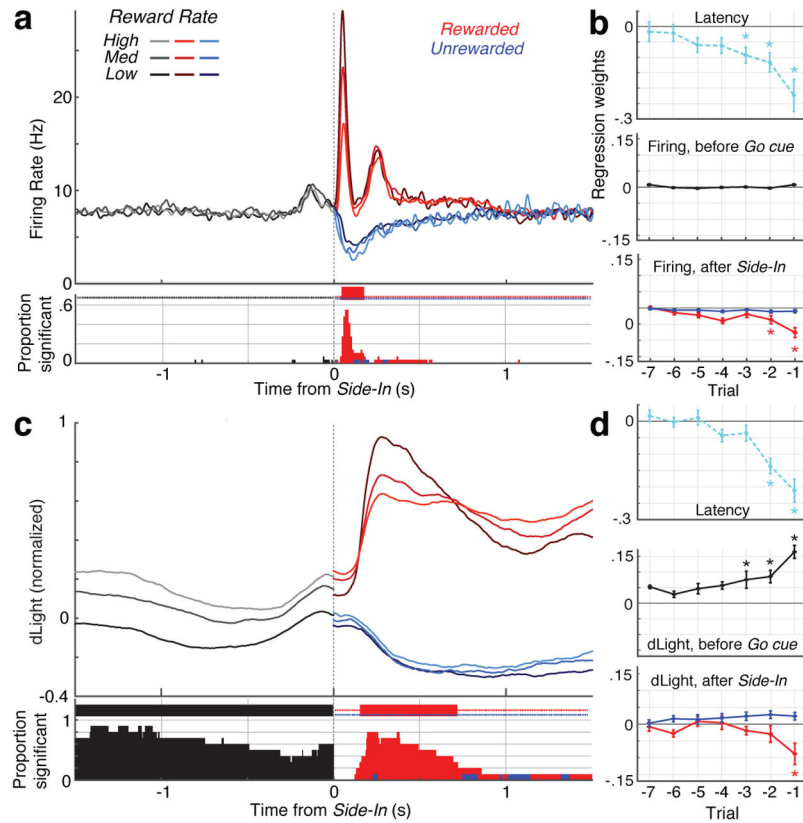 a
Reward Rate
High
Med
Low
Rewarded
Unrewarded
Firing Rate (Hz)
20
10
0
Proportion significant
.6
0
-1 0 1
Time from Side-In (s)
b
Regression weights
0
Latency
-.3
.15
Firing, before Go cue
0
-.15
Firing, after Side-In
0
-.15
-7 -6 -5 -4 -3 -2 -1
Trial
c
1
dLight (normalized)
0
-0.4
Proportion significant
1
0
-1 0 1
Time from Side-In (s)
d
0
Latency
-.3
.15
0
dLight, before Go cue
-.15
dLight, after Side-In
0
-.15
-7 -6 -5 -4 -3 -2 -1
Trial